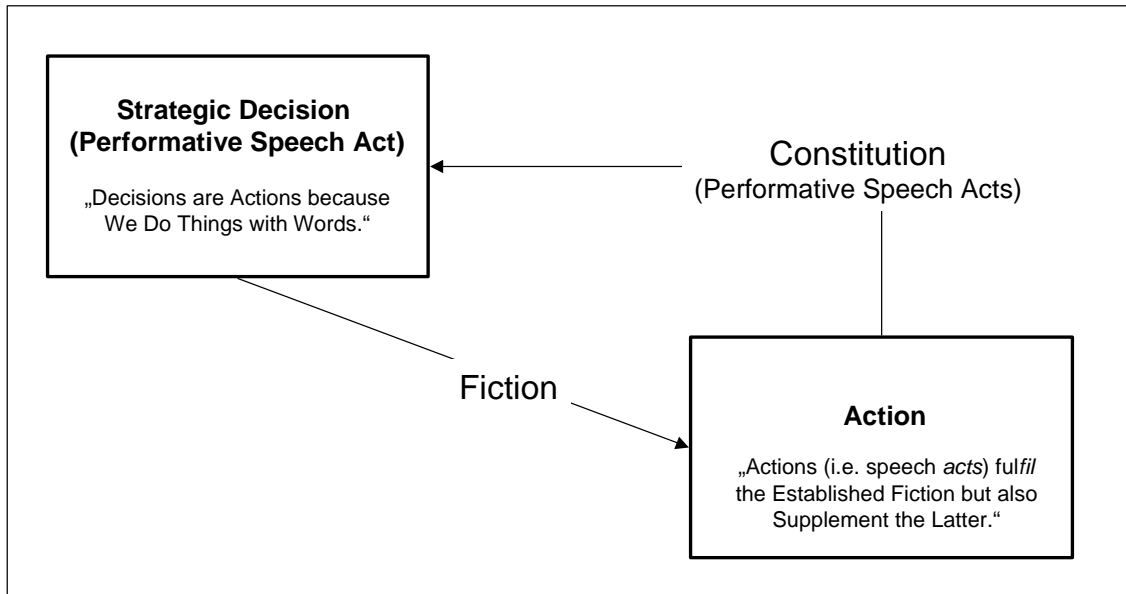 Strategic Decision
(Performative Speech Act)
„Decisions are Actions because
We Do Things with Words.“
Constitution
(Performative Speech Acts)
Fiction
Action
„Actions (i.e. speech acts) fulfil
the Established Fiction but also
Supplement the Latter.“